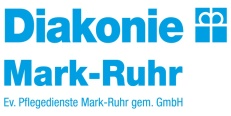 Diakonie
Mark-Ruhr
Ev. Pflegedienste Mark-Ruhr gem. GmbH